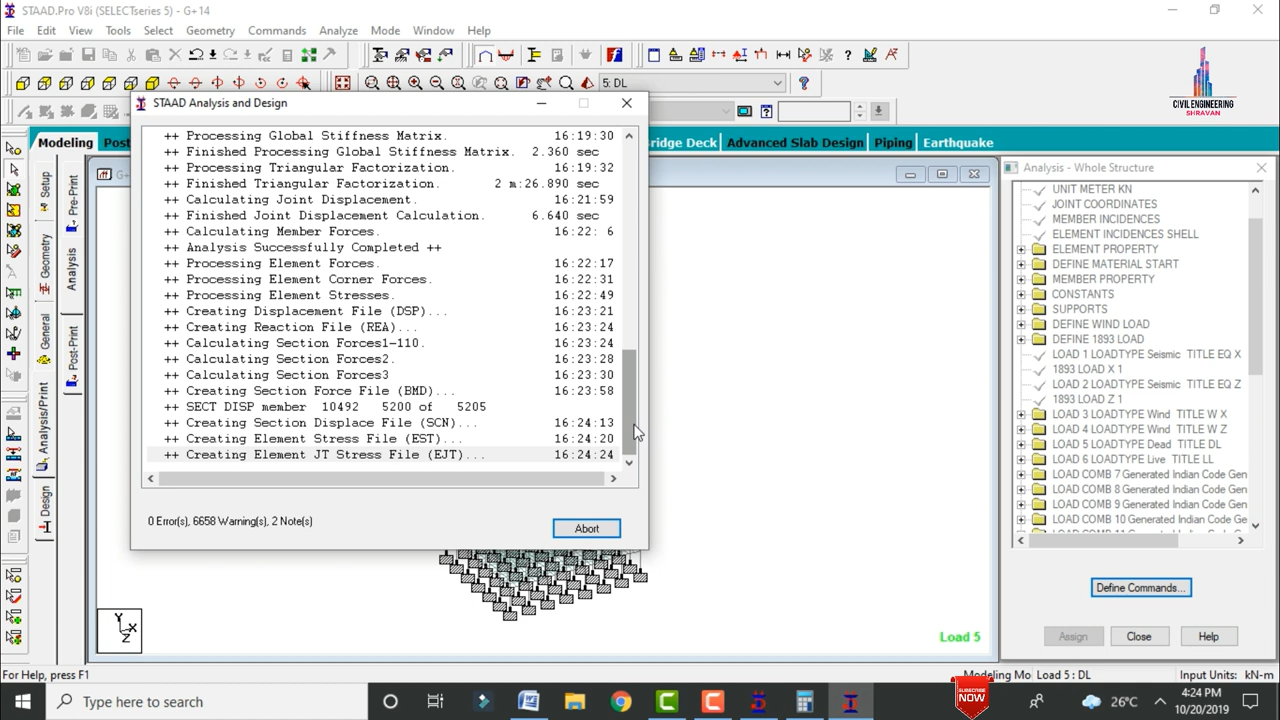 STAAD.Pro V8i (SELECTseries 5) - G+14
File Edit View Tools Select Geometry Commands Analyze Mode Window Help
5: DL
CIVIL ENGINEERING
SHRAVAN
STAAD Analysis and Design
Modeling
Bridge Deck Advanced Slab Design Piping Earthquake
Setup
Geometry
General
Analysis/Print
Design
Pre-Print
Analysis
Post-Print
++ Processing Global Stiffness Matrix. 16:19:30
++ Finished Processing Global Stiffness Matrix. 2.360 sec
++ Processing Triangular Factorization. 16:19:32
++ Finished Triangular Factorization. 2 m:26.890 sec
++ Calculating Joint Displacement. 16:21:59
++ Finished Joint Displacement Calculation. 6.640 sec
++ Calculating Member Forces. 16:22: 6
++ Analysis Successfully Completed ++
++ Processing Element Forces. 16:22:17
++ Processing Element Corner Forces. 16:22:31
++ Processing Element Stresses. 16:22:49
++ Creating Displacement File (DSP)... 16:23:21
++ Creating Reaction File (REA)... 16:23:24
++ Calculating Section Forces1-110. 16:23:24
++ Calculating Section Forces2. 16:23:28
++ Calculating Section Forces3 16:23:30
++ Creating Section Force File (BMD)... 16:23:58
++ SECT DISP member 10492 5200 of 5205
++ Creating Section Displace File (SCN)... 16:24:13
++ Creating Element Stress File (EST)... 16:24:20
++ Creating Element JT Stress File (EJT)... 16:24:24
0 Error(s), 6658 Warning(s), 2 Note(s)
Abort
Y
X
Z
Load 5
Analysis - Whole Structure
UNIT METER KN
JOINT COORDINATES
MEMBER INCIDENCES
ELEMENT INCIDENCES SHELL
ELEMENT PROPERTY
DEFINE MATERIAL START
MEMBER PROPERTY
CONSTANTS
SUPPORTS
DEFINE WIND LOAD
DEFINE 1893 LOAD
LOAD 1 LOADTYPE Seismic TITLE EQ X
1893 LOAD X 1
LOAD 2 LOADTYPE Seismic TITLE EQ Z
1893 LOAD Z 1
LOAD 3 LOADTYPE Wind TITLE W X
LOAD 4 LOADTYPE Wind TITLE W Z
LOAD 5 LOADTYPE Dead TITLE DL
LOAD 6 LOADTYPE Live TITLE LL
LOAD COMB 7 Generated Indian Code Gen
LOAD COMB 8 Generated Indian Code Gen
LOAD COMB 9 Generated Indian Code Gen
LOAD COMB 10 Generated Indian Code Ge
Define Commands...
Assign Close Help
For Help, press F1
Modeling Mo Load 5 : DL Input Units: kN-m
Type here to search
SUBSCRIBE
NOW
26°C
4:24 PM
10/20/2019